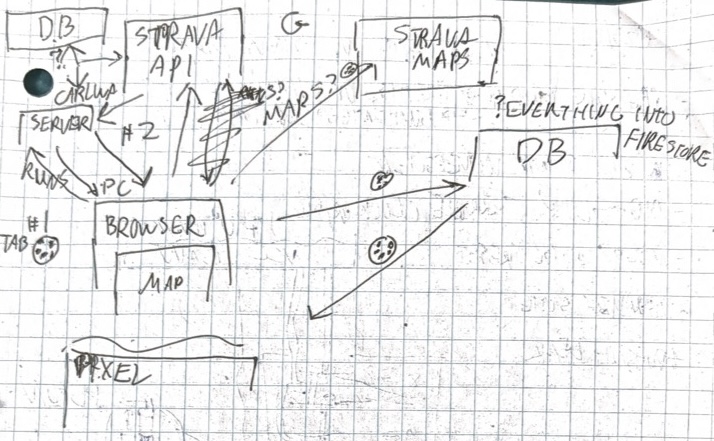 DB
STRAVA
API
G
STRAVA
MAPS
?
CARLWA
SERVER
#2
MAPS?
?EVERYTHING INTO
FIRESTORE
DB
RUNS
PC
#1
TAB
BROWSER
MAP
PIXEL